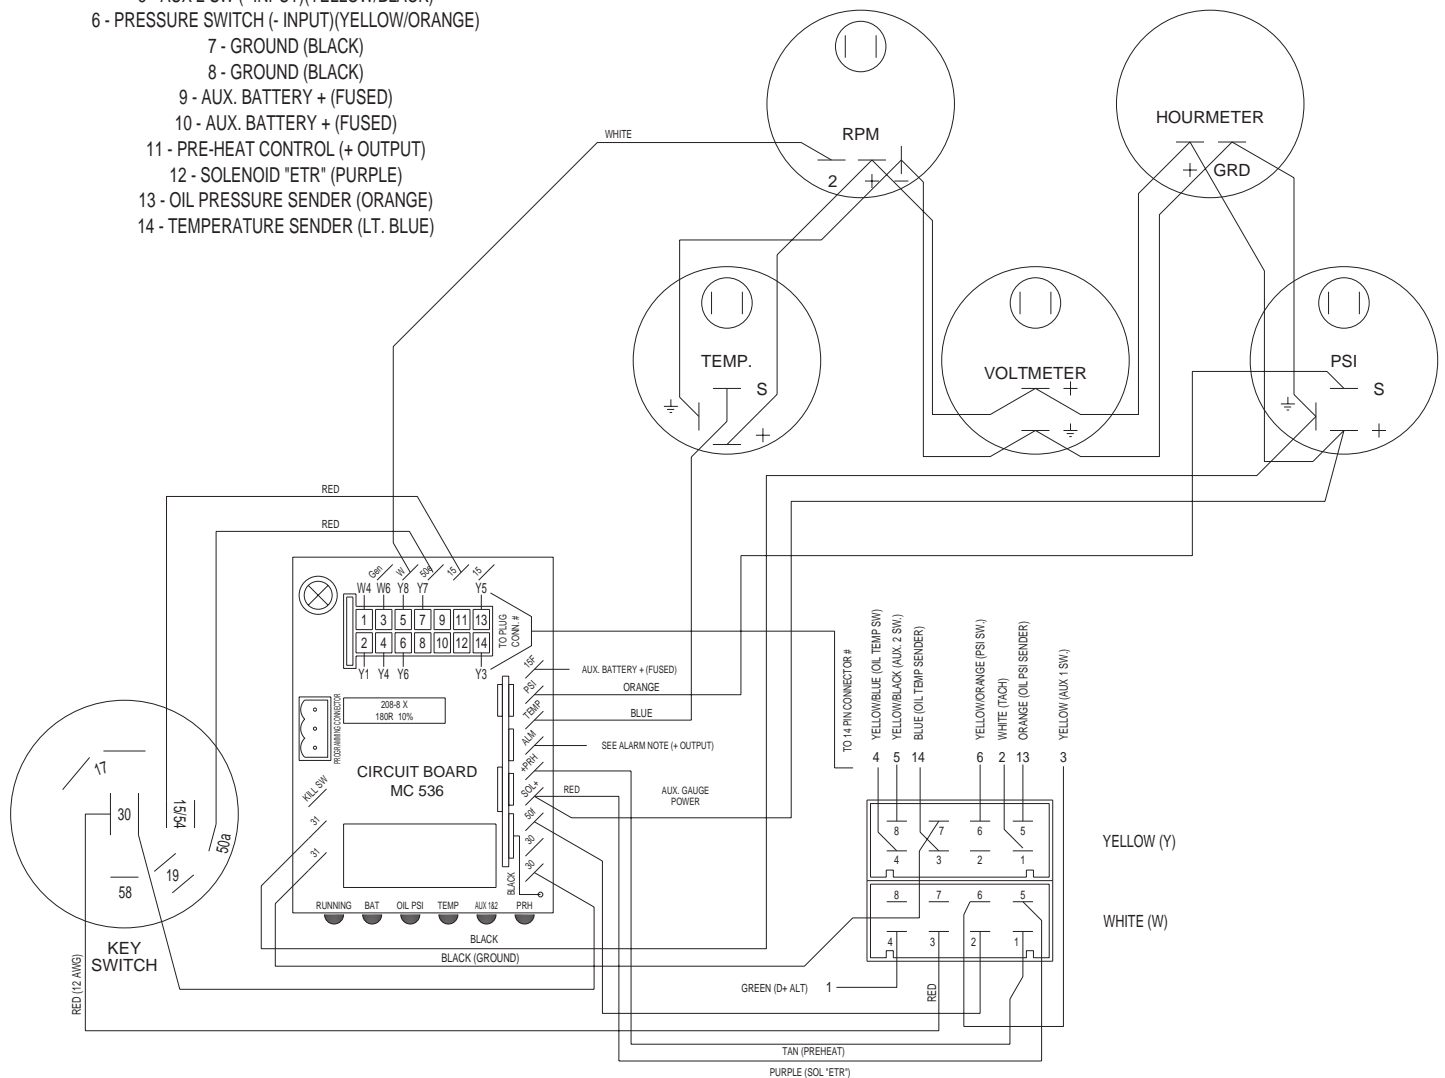 6 - PRESSURE SWITCH (- INPUT)(YELLOW/ORANGE)
7 - GROUND (BLACK)
8 - GROUND (BLACK)
9 - AUX. BATTERY + (FUSED)
10 - AUX. BATTERY + (FUSED)
11 - PRE-HEAT CONTROL (+ OUTPUT)
12 - SOLENOID "ETR" (PURPLE)
13 - OIL PRESSURE SENDER (ORANGE)
14 - TEMPERATURE SENDER (LT. BLUE)
WHITE
RPM
2 + -
HOURMETER
+ GRD
TEMP.
S
+
VOLTMETER
+
PSI
S
+
RED
RED
Gen W 50a 15 15
W4 W6 Y8 Y7 Y5
1 3 5 7 9 11 13
2 4 6 8 10 12 14
Y1 Y4 Y6 Y3
TO PLUG
CONN. #
PROGRAMMING CONNECTOR
208-8 X
180R 10%
CIRCUIT BOARD
MC 536
KILL SW
31
31
15F
PSI
TEMP
ALM
+PRH
SOL+
50f
30
30
BLACK
AUX. BATTERY + (FUSED)
ORANGE
BLUE
SEE ALARM NOTE (+ OUTPUT)
RED
AUX. GAUGE
POWER
RUNNING BAT OIL PSI TEMP AUX 1&2 PRH
BLACK
BLACK (GROUND)
17
30
15/54
50a
19
58
KEY
SWITCH
RED (12 AWG)
TO 14 PIN CONNECTOR #
YELLOW/BLUE (OIL TEMP SW)
YELLOW/BLACK (AUX. 2 SW.)
BLUE (OIL TEMP SENDER)
YELLOW/ORANGE (PSI SW.)
WHITE (TACH)
ORANGE (OIL PSI SENDER)
YELLOW (AUX 1 SW.)
4 5 14 6 2 13 3
8 7 6 5
4 3 2 1
YELLOW (Y)
8 7 6 5
4 3 2 1
WHITE (W)
GREEN (D+ ALT) 1
RED
TAN (PREHEAT)
PURPLE (SOL "ETR")